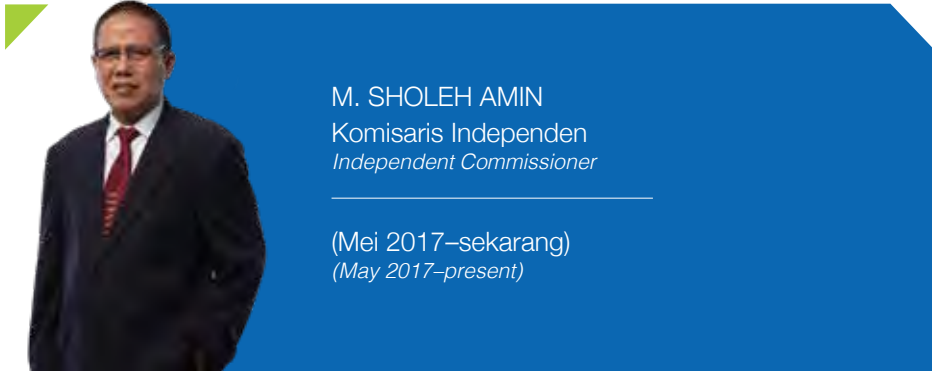 M. SHOLEH AMIN
Komisaris Independen
Independent Commissioner
(Mei 2017–sekarang)
(May 2017–present)